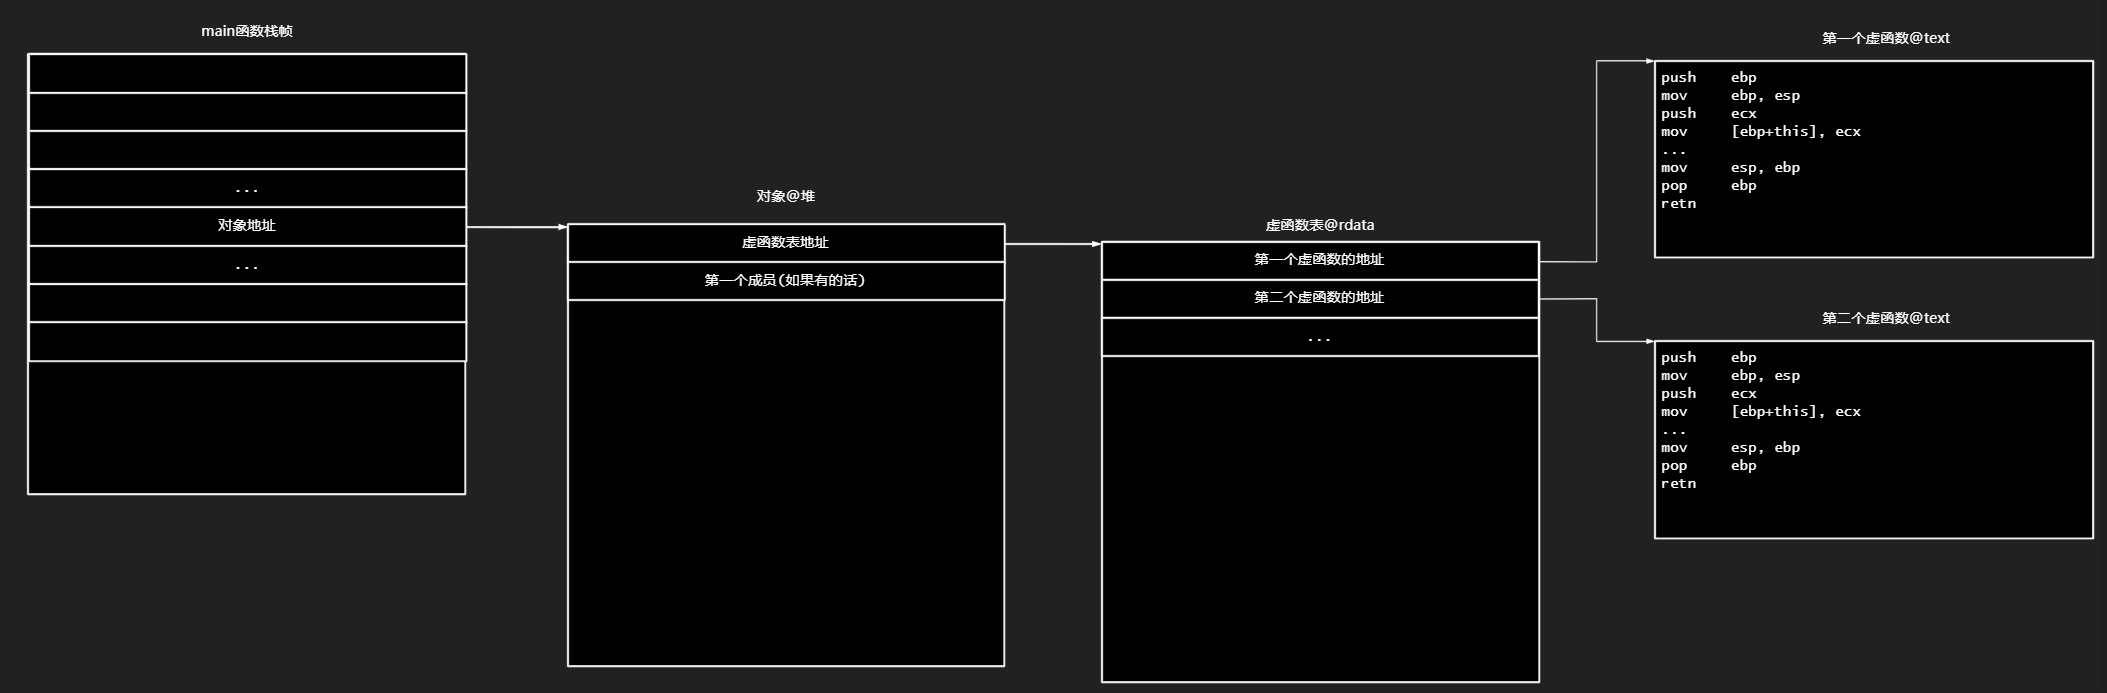 main函数栈帧
...
对象地址
...
对象@堆
虚函数表地址
第一个成员(如果有的话)
虚函数表@rdata
第一个虚函数的地址
第二个虚函数的地址
...
第一个虚函数@text
push    ebp
mov     ebp, esp
push    ecx
mov     [ebp+this], ecx
...
mov     esp, ebp
pop     ebp
retn
第二个虚函数@text
push    ebp
mov     ebp, esp
push    ecx
mov     [ebp+this], ecx
...
mov     esp, ebp
pop     ebp
retn